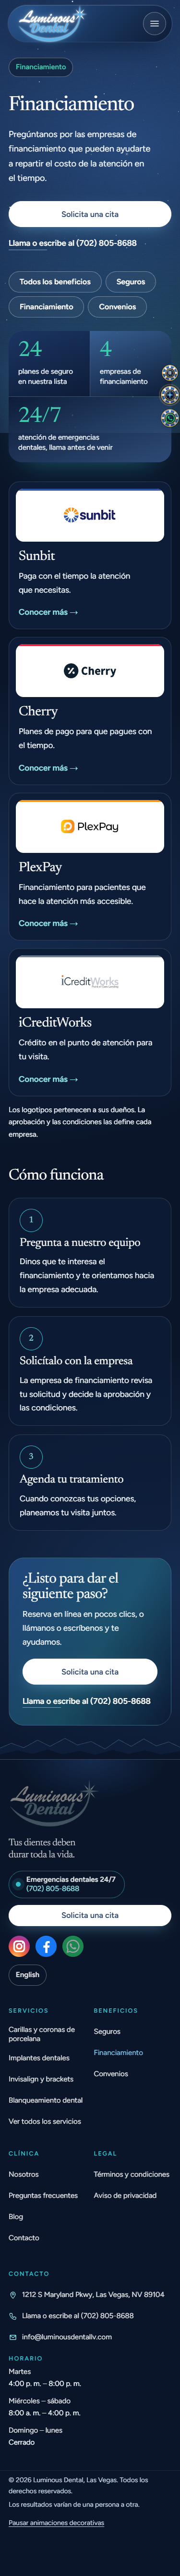 Luminous
Dental
Financiamiento
Financiamiento
Pregúntanos por las empresas de
financiamiento que pueden ayudarte
a repartir el costo de la atención en
el tiempo.
Solicita una cita
Llama o escribe al (702) 805-8688
Todos los beneficios
Seguros
Financiamiento
Convenios
24
planes de seguro
en nuestra lista
4
empresas de
financiamiento
24/7
atención de emergencias
dentales, llama antes de venir
sunbit
Sunbit
Paga con el tiempo la atención
que necesitas.
Conocer más →
Cherry
Cherry
Planes de pago para que pagues con
el tiempo.
Conocer más →
PlexPay
PlexPay
Financiamiento para pacientes que
hace la atención más accesible.
Conocer más →
iCreditWorks
iCreditWorks
Crédito en el punto de atención para
tu visita.
Conocer más →
Los logotipos pertenecen a sus dueños. La
aprobación y las condiciones las define cada
empresa.
Cómo funciona
1
Pregunta a nuestro equipo
Dinos que te interesa el
financiamiento y te orientamos hacia
la empresa adecuada.
2
Solicítalo con la empresa
La empresa de financiamiento revisa
tu solicitud y decide la aprobación y
las condiciones.
3
Agenda tu tratamiento
Cuando conozcas tus opciones,
planeamos tu visita juntos.
¿Listo para dar el
siguiente paso?
Reserva en línea en pocos clics, o
llámanos o escríbenos y te
ayudamos.
Solicita una cita
Llama o escribe al (702) 805-8688
Luminous
Dental
Tus dientes deben
durar toda la vida.
Emergencias dentales 24/7
(702) 805-8688
Solicita una cita
English
SERVICIOS
Carillas y coronas de
porcelana
Implantes dentales
Invisalign y brackets
Blanqueamiento dental
Ver todos los servicios
BENEFICIOS
Seguros
Financiamiento
Convenios
CLÍNICA
Nosotros
Preguntas frecuentes
Blog
Contacto
LEGAL
Términos y condiciones
Aviso de privacidad
CONTACTO
1212 S Maryland Pkwy, Las Vegas, NV 89104
Llama o escribe al (702) 805-8688
info@luminousdentallv.com
HORARIO
Martes
4:00 p. m. – 8:00 p. m.
Miércoles – sábado
8:00 a. m. – 4:00 p. m.
Domingo – lunes
Cerrado
© 2026 Luminous Dental, Las Vegas. Todos los
derechos reservados.
Los resultados varían de una persona a otra.
Pausar animaciones decorativas